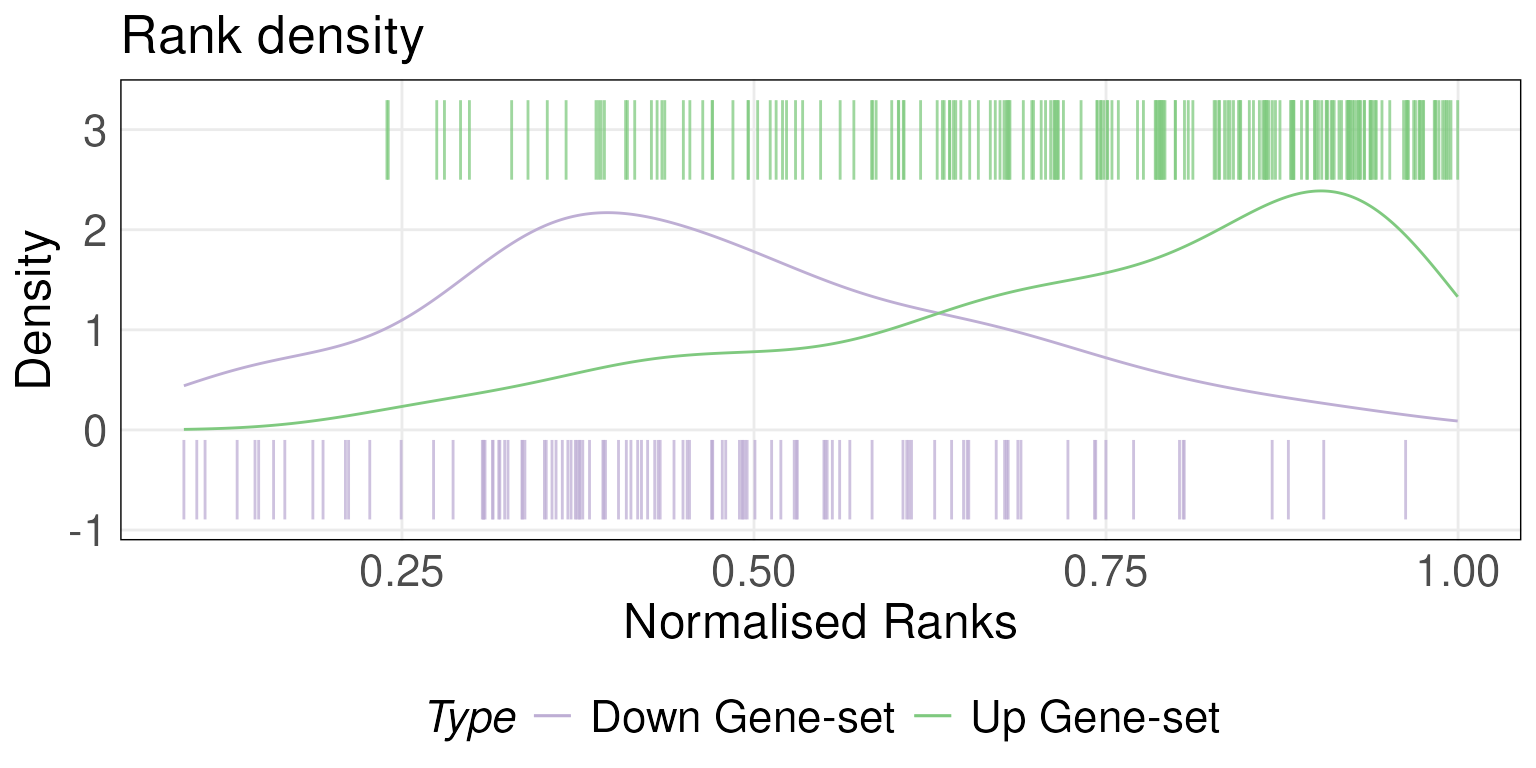 Rank density
Density
3
2
1
0
-1
0.25 0.50 0.75 1.00
Normalised Ranks
Type Down Gene-set Up Gene-set